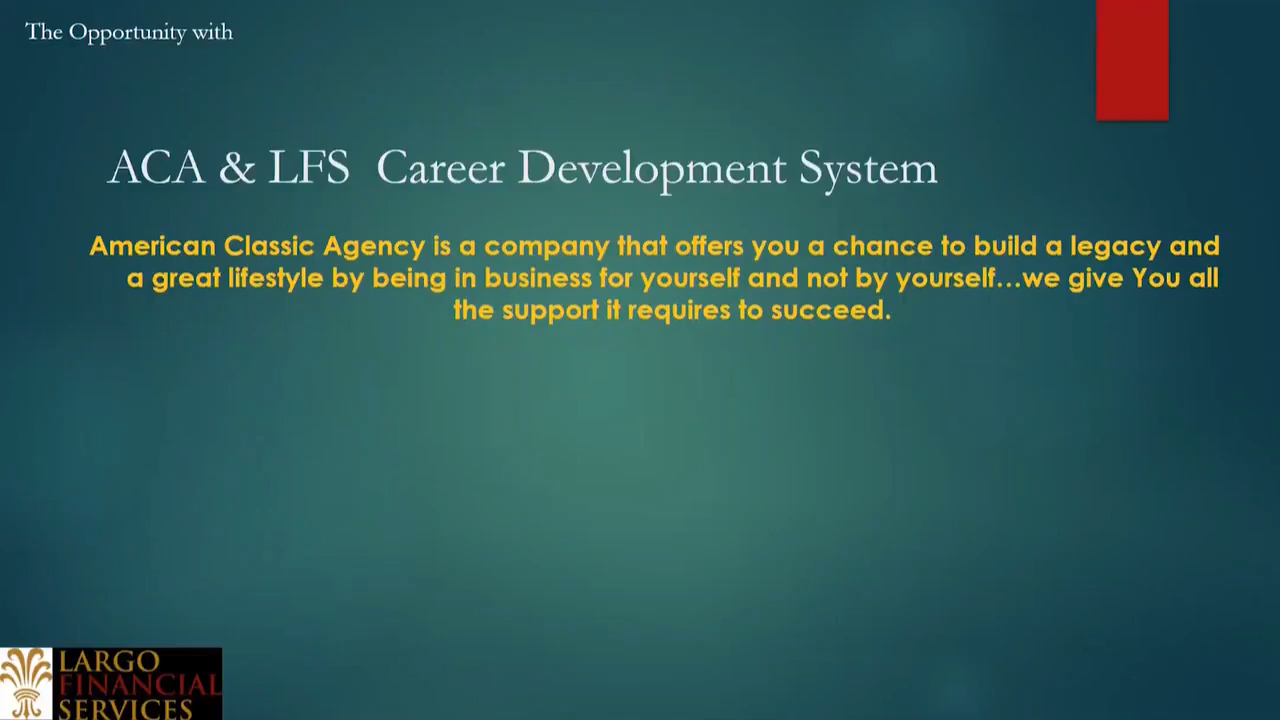 The Opportunity with
ACA & LFS Career Development System
American Classic Agency is a company that offers you a chance to build a legacy and
a great lifestyle by being in business for yourself and not by yourself...we give You all
the support it requires to succeed.
LARGO
FINANCIAL
SERVICES